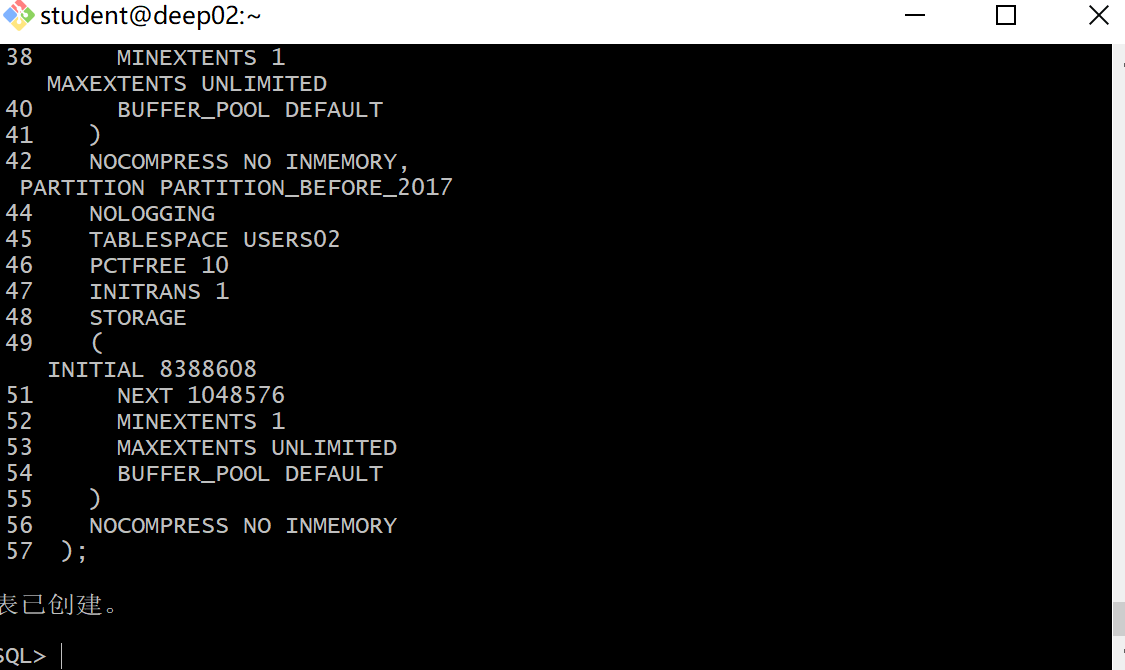 student@deep02:~
38      MINEXTENTS 1
   MAXEXTENTS UNLIMITED
40      BUFFER_POOL DEFAULT
41    )
42    NOCOMPRESS NO INMEMORY,
 PARTITION PARTITION_BEFORE_2017
44    NOLOGGING
45    TABLESPACE USERS02
46    PCTFREE 10
47    INITRANS 1
48    STORAGE
49    (
   INITIAL 8388608
51      NEXT 1048576
52      MINEXTENTS 1
53      MAXEXTENTS UNLIMITED
54      BUFFER_POOL DEFAULT
55    )
56    NOCOMPRESS NO INMEMORY
57  );
表已创建。
SQL>